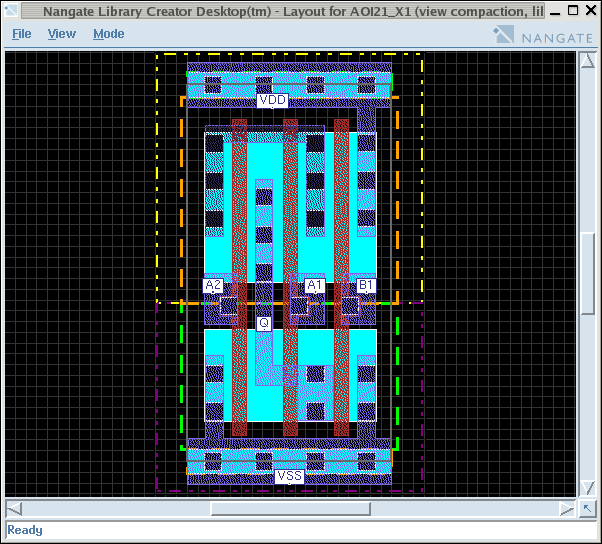 Nangate Library Creator Desktop(tm) - Layout for AOI21_X1 (view compaction, lil
File View Mode
NANGATE
VDD
A2 A1 B1
Q
VSS
Ready